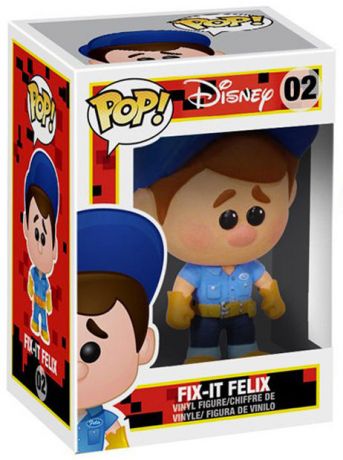 POP!
DISNEY
02
POP!
FIX-IT FELIX
02
Felix
FIX-IT FELIX
VINYL FIGURE/CHIFFRE DE
VINYLE/ FIGURA DE VINILO